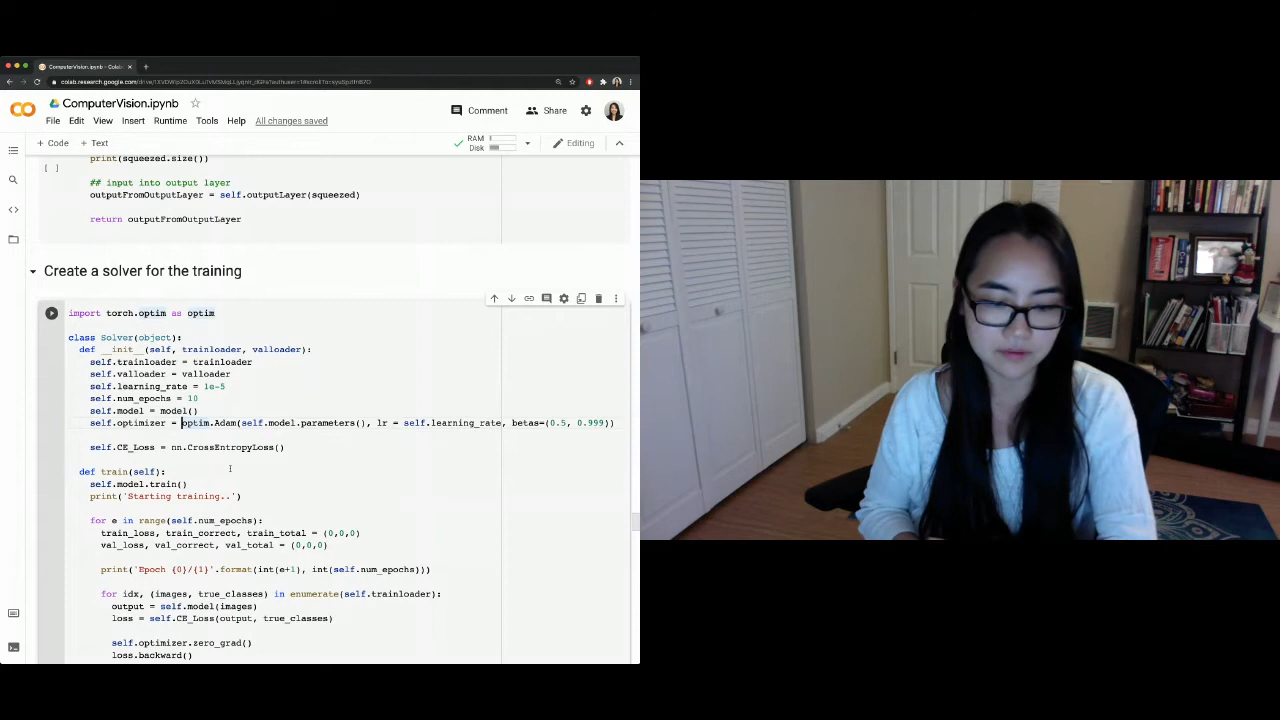 ComputerVision.ipynb - Colab
ComputerVision.ipynb
Comment
Share
File Edit View Insert Runtime Tools Help All changes saved
+ Code + Text
RAM
Disk
Editing
print(squeezed.size())
[ ]
## input into output layer
outputFromOutputLayer = self.outputLayer(squeezed)
return outputFromOutputLayer
Create a solver for the training
import torch.optim as optim
class Solver(object):
def __init__(self, trainloader, valloader):
self.trainloader = trainloader
self.valloader = valloader
self.learning_rate = 1e-5
self.num_epochs = 10
self.model = model()
self.optimizer = optim.Adam(self.model.parameters(), lr = self.learning_rate, betas=(0.5, 0.999))
self.CE_Loss = nn.CrossEntropyLoss()
def train(self):
self.model.train()
print('Starting training..')
for e in range(self.num_epochs):
train_loss, train_correct, train_total = (0,0,0)
val_loss, val_correct, val_total = (0,0,0)
print('Epoch {0}/{1}'.format(int(e+1), int(self.num_epochs)))
for idx, (images, true_classes) in enumerate(self.trainloader):
output = self.model(images)
loss = self.CE_Loss(output, true_classes)
self.optimizer.zero_grad()
loss.backward()